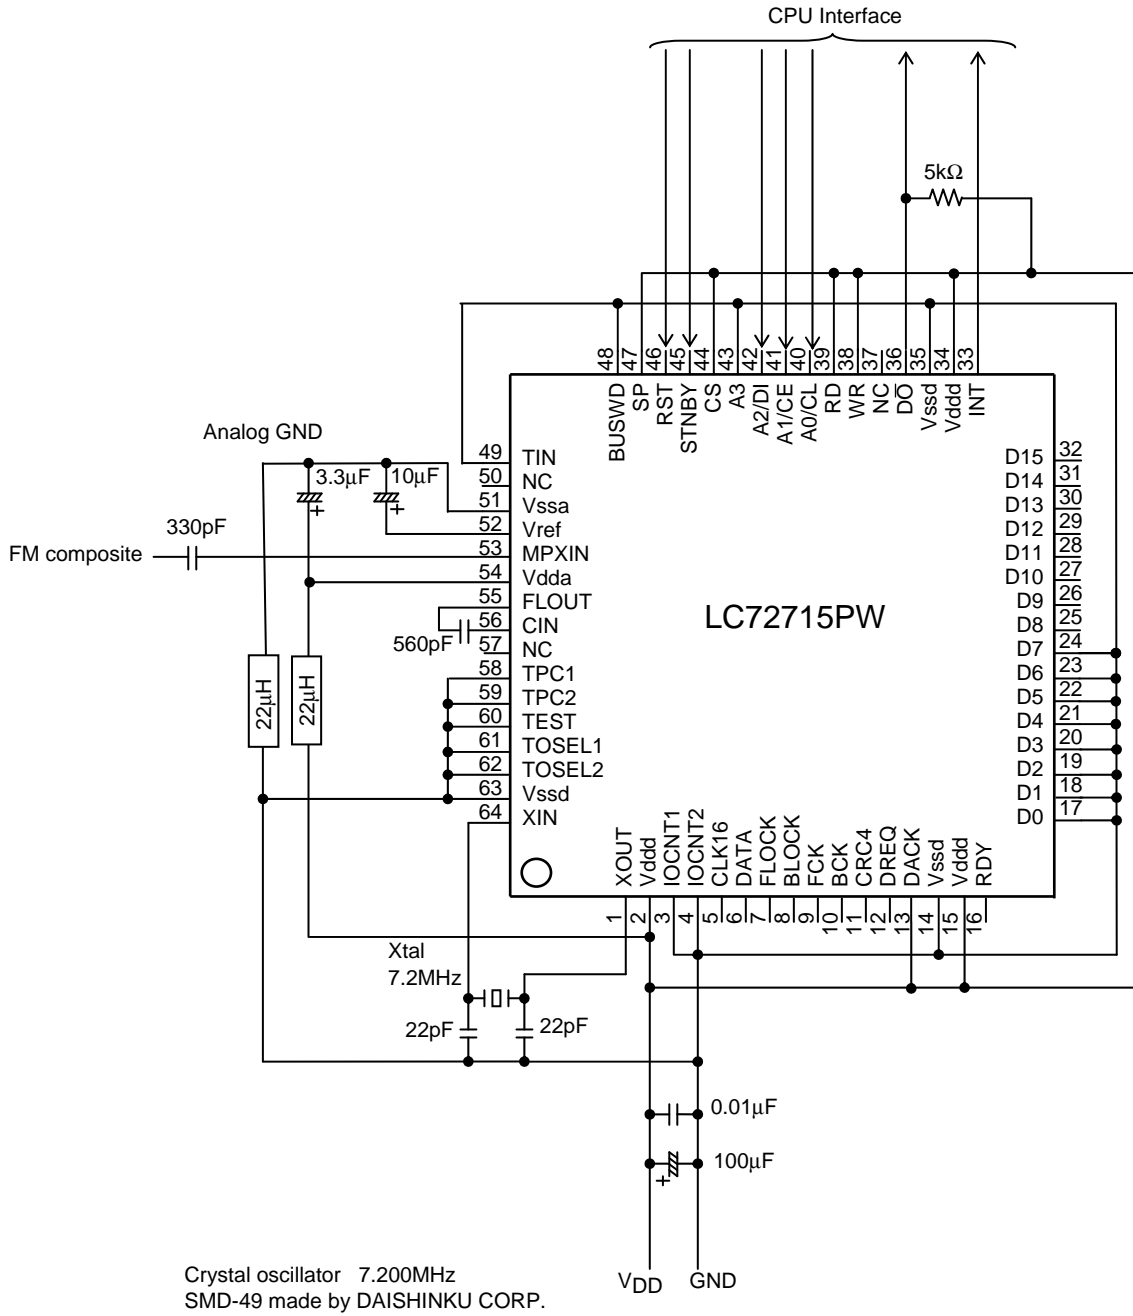 CPU Interface
5kΩ
48 47 46 45 44 43 42 41 40 39 38 37 36 35 34 33
BUSWD SP RST STNBY CS A3 A2/DI A1/CE A0/CL RD WR NC DO Vssd Vddd INT
Analog GND
3.3µF 10µF
330pF
FM composite
560pF
22µH 22µH
49 TIN
50 NC
51 Vssa
52 Vref
53 MPXIN
54 Vdda
55 FLOUT
56 CIN
57 NC
58 TPC1
59 TPC2
60 TEST
61 TOSEL1
62 TOSEL2
63 Vssd
64 XIN
LC72715PW
D15 32
D14 31
D13 30
D12 29
D11 28
D10 27
D9 26
D8 25
D7 24
D6 23
D5 22
D4 21
D3 20
D2 19
D1 18
D0 17
XOUT Vddd IOCNT1 IOCNT2 CLK16 DATA FLOCK BLOCK FCK BCK CRC4 DREQ DACK Vssd Vddd RDY
1 2 3 4 5 6 7 8 9 10 11 12 13 14 15 16
Xtal
7.2MHz
22pF 22pF
0.01µF
+ 100µF
VDD GND
Crystal oscillator 7.200MHz
SMD-49 made by DAISHINKU CORP.